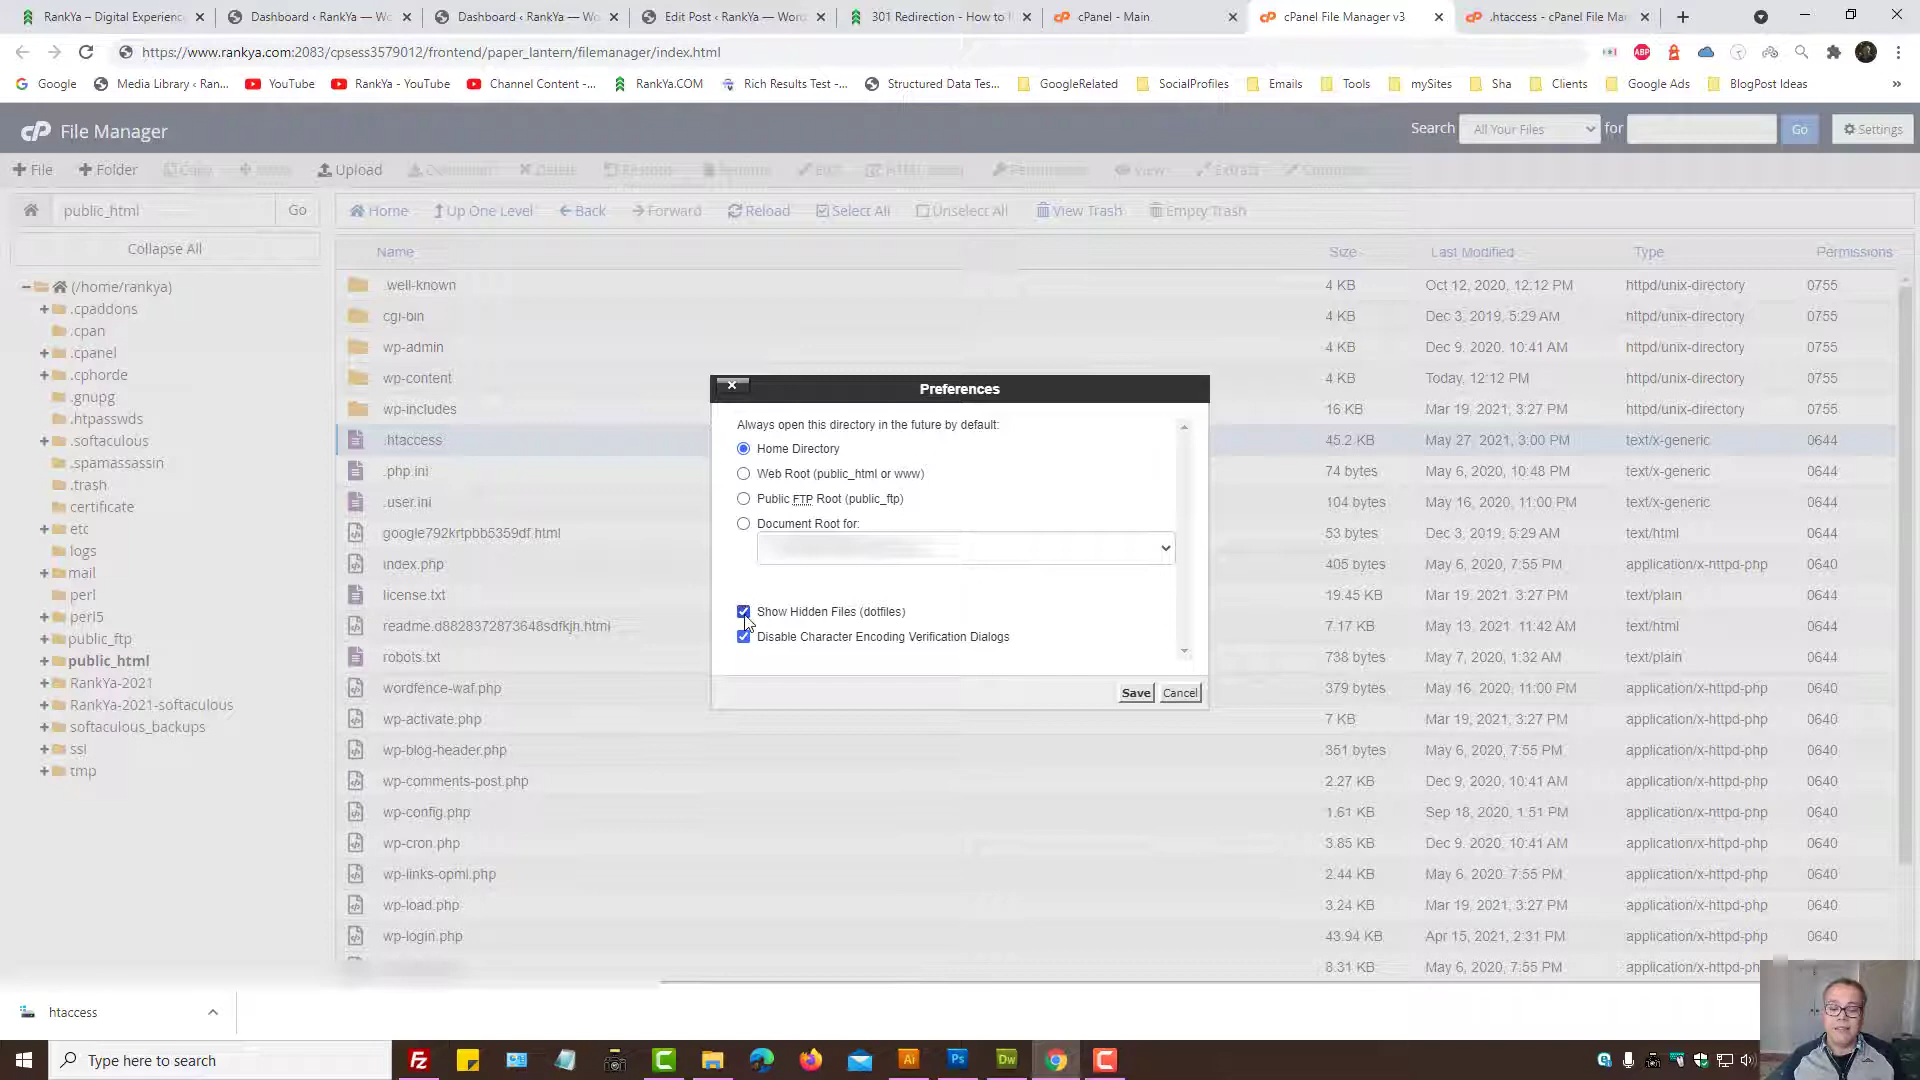 RankYa – Digital Experienc
Dashboard ‹ RankYa — Wo
Dashboard ‹ RankYa — Wo
Edit Post ‹ RankYa — Word
301 Redirection - How to I
cPanel - Main
cPanel File Manager v3
.htaccess - cPanel File Ma
https://www.rankya.com:2083/cpsess3579012/frontend/paper_lantern/filemanager/index.html
ABP
Google
Media Library ‹ Ran...
YouTube
RankYa - YouTube
Channel Content -...
RankYa.COM
Rich Results Test -...
Structured Data Tes...
GoogleRelated
SocialProfiles
Emails
Tools
mySites
Sha
Clients
Google Ads
BlogPost Ideas
»
cP File Manager
Search All Your Files for Go Settings
File
Folder
Upload
Delete
View
Extract
public_html Go
Home
Up One Level
Back
Forward
Reload
Select All
Unselect All
View Trash
Empty Trash
Collapse All
(/home/rankya)
.cpaddons
.cpan
.cpanel
.cphorde
.gnupg
.htpasswds
.softaculous
.spamassassin
.trash
certificate
etc
logs
mail
perl
perl5
public_ftp
public_html
RankYa-2021
RankYa-2021-softaculous
softaculous_backups
ssl
tmp
Name Size Last Modified Type Permissions
.well-known 4 KB Oct 12, 2020, 12:12 PM httpd/unix-directory 0755
cgi-bin 4 KB Dec 3, 2019, 5:29 AM httpd/unix-directory 0755
wp-admin 4 KB Dec 9, 2020, 10:41 AM httpd/unix-directory 0755
wp-content 4 KB Today, 12:12 PM httpd/unix-directory 0755
wp-includes 16 KB Mar 19, 2021, 3:27 PM httpd/unix-directory 0755
.htaccess 45.2 KB May 27, 2021, 3:00 PM text/x-generic 0644
.php.ini 74 bytes May 6, 2020, 10:48 PM text/x-generic 0644
.user.ini 104 bytes May 16, 2020, 11:00 PM text/x-generic 0644
google792krtpbb5359df.html 53 bytes Dec 3, 2019, 5:29 AM text/html 0644
index.php 405 bytes May 6, 2020, 7:55 PM application/x-httpd-php 0640
license.txt 19.45 KB Mar 19, 2021, 3:27 PM text/plain 0644
readme.d8828372873648sdfkjh.html 7.17 KB May 13, 2021, 11:42 AM text/html 0644
robots.txt 738 bytes May 7, 2020, 1:32 AM text/plain 0644
wordfence-waf.php 379 bytes May 16, 2020, 11:00 PM application/x-httpd-php 0640
wp-activate.php 7 KB Mar 19, 2021, 3:27 PM application/x-httpd-php 0640
wp-blog-header.php 351 bytes May 6, 2020, 7:55 PM application/x-httpd-php 0640
wp-comments-post.php 2.27 KB Dec 9, 2020, 10:41 AM application/x-httpd-php 0640
wp-config.php 1.61 KB Sep 18, 2020, 1:51 PM application/x-httpd-php 0640
wp-cron.php 3.85 KB Dec 9, 2020, 10:41 AM application/x-httpd-php 0640
wp-links-opml.php 2.44 KB May 6, 2020, 7:55 PM application/x-httpd-php 0640
wp-load.php 3.24 KB Mar 19, 2021, 3:27 PM application/x-httpd-php 0640
wp-login.php 43.94 KB Apr 15, 2021, 2:31 PM application/x-httpd-php 0640
8.31 KB May 6, 2020, 7:55 PM application/x-httpd-ph
Preferences
Always open this directory in the future by default:
Home Directory
Web Root (public_html or www)
Public FTP Root (public_ftp)
Document Root for:
Show Hidden Files (dotfiles)
Disable Character Encoding Verification Dialogs
Save Cancel
htaccess
Type here to search
Fz
C
Ai
Ps
Dw
C